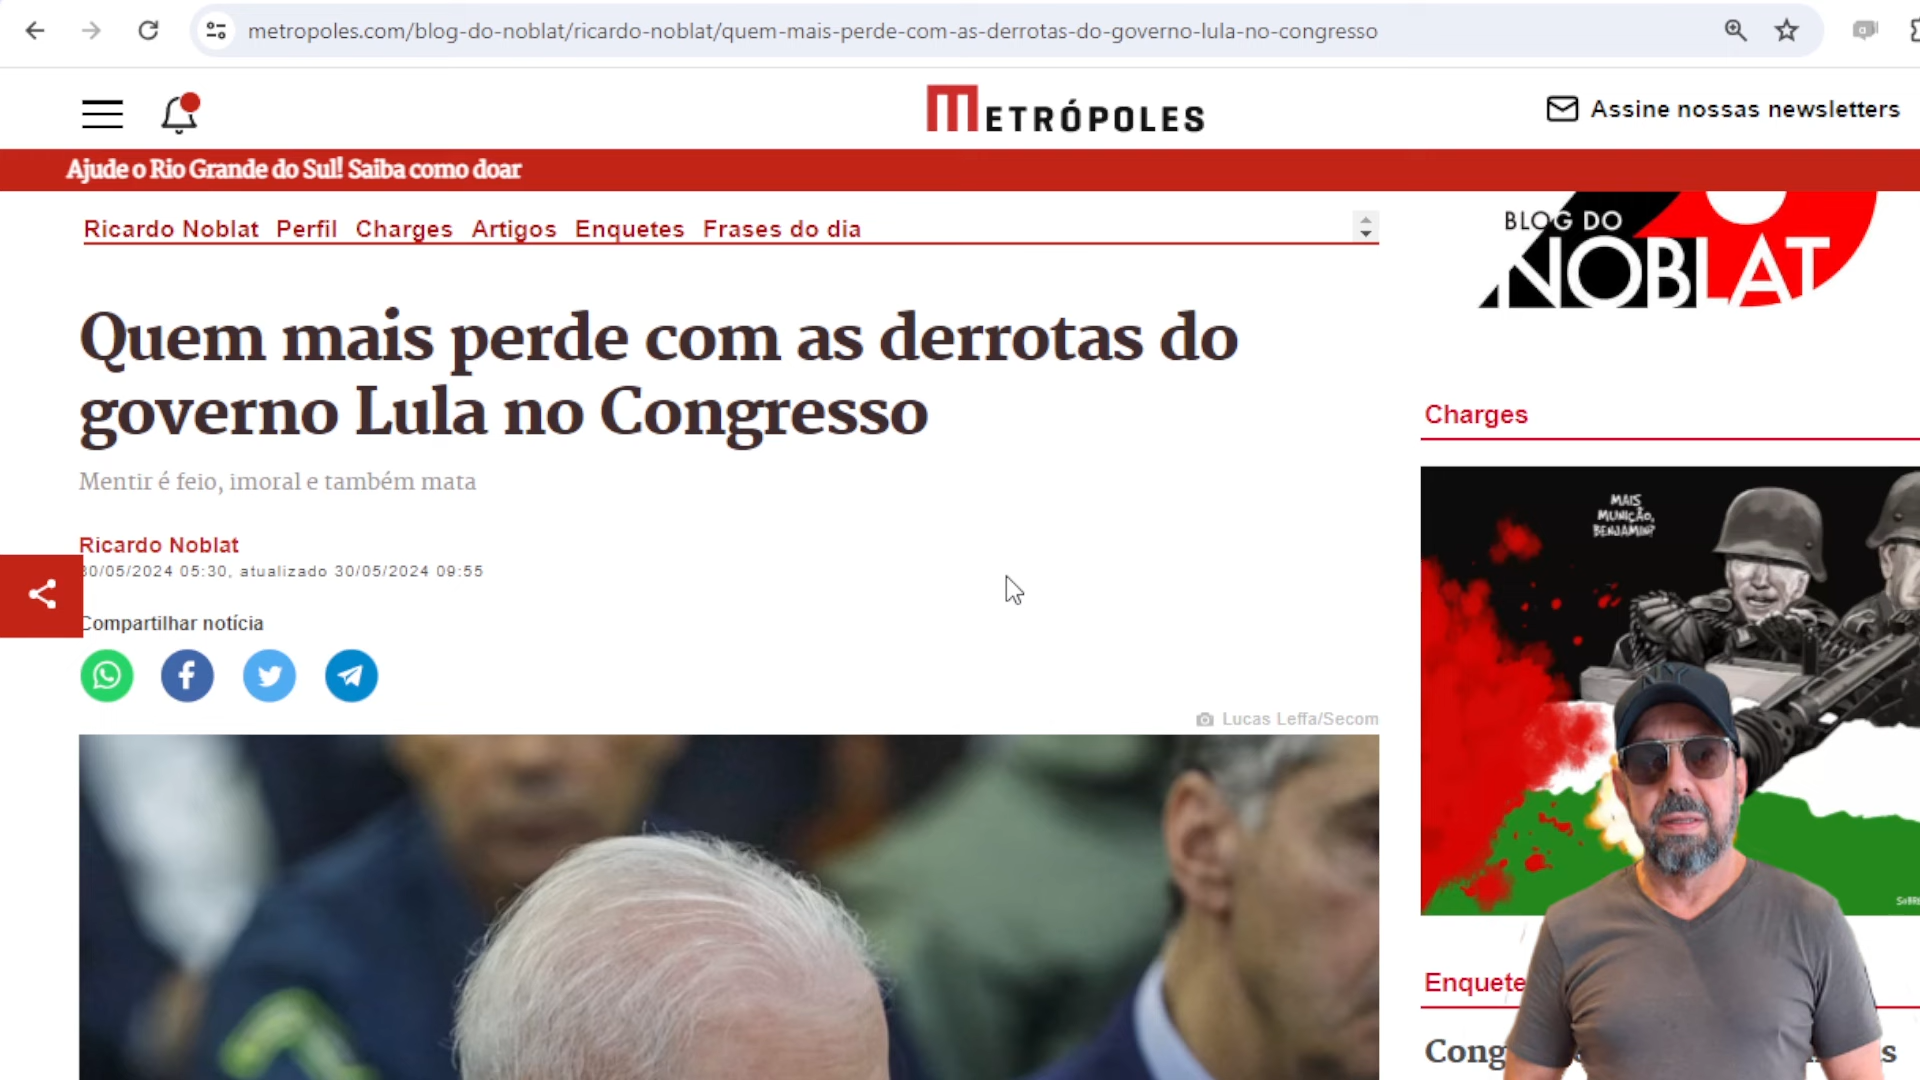 metropoles.com/blog-do-noblat/ricardo-noblat/quem-mais-perde-com-as-derrotas-do-governo-lula-no-congresso
METRÓPOLES
Assine nossas newsletters
Ajude o Rio Grande do Sul! Saiba como doar
Ricardo Noblat Perfil Charges Artigos Enquetes Frases do dia
BLOG DO
NOBLAT
Quem mais perde com as derrotas do
governo Lula no Congresso
Mentir é feio, imoral e também mata
Ricardo Noblat
30/05/2024 05:30, atualizado 30/05/2024 09:55
Compartilhar notícia
Lucas Leffa/Secom
Charges
MAIS
MUNIÇÃO,
BENJAMIN?
Enquete